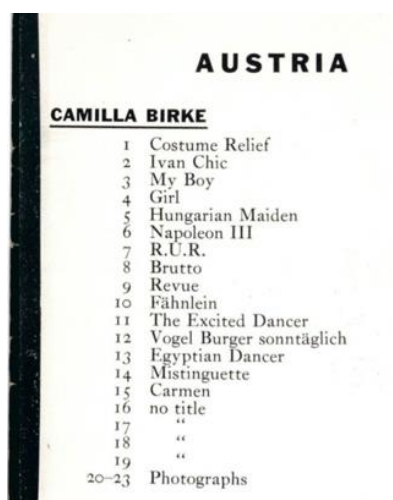 AUSTRIA
CAMILLA BIRKE
1 Costume Relief
2 Ivan Chic
3 My Boy
4 Girl
5 Hungarian Maiden
6 Napoleon III
7 R.U.R.
8 Brutto
9 Revue
10 Fähnlein
11 The Excited Dancer
12 Vogel Burger sonntäglich
13 Egyptian Dancer
14 Mistinguette
15 Carmen
16 no title
17 “
18 “
19 “
20–23 Photographs